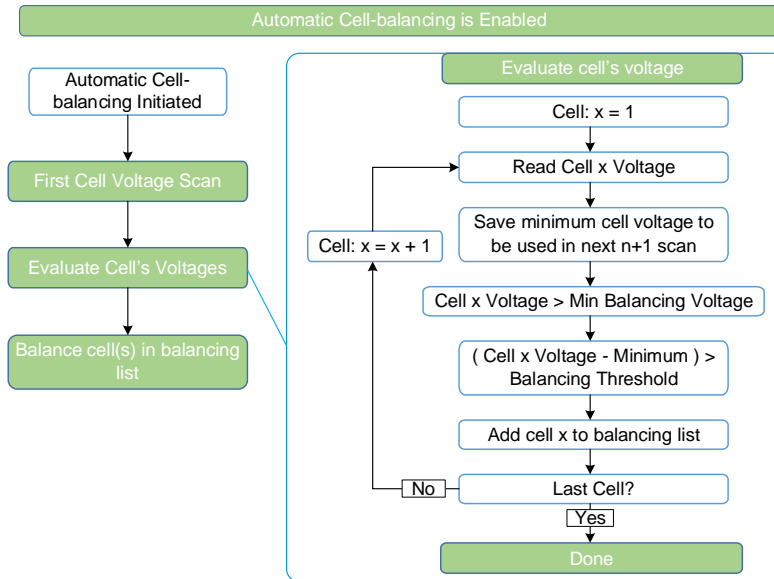 Automatic Cell-balancing is Enabled
Automatic Cell-
balancing Initiated
First Cell Voltage Scan
Evaluate Cell's Voltages
Balance cell(s) in balancing
list
Evaluate cell's voltage
Cell: x = 1
Read Cell x Voltage
Save minimum cell voltage to
be used in next n+1 scan
Cell: x = x + 1
Cell x Voltage > Min Balancing Voltage
( Cell x Voltage - Minimum ) >
Balancing Threshold
Add cell x to balancing list
Last Cell?
No
Yes
Done